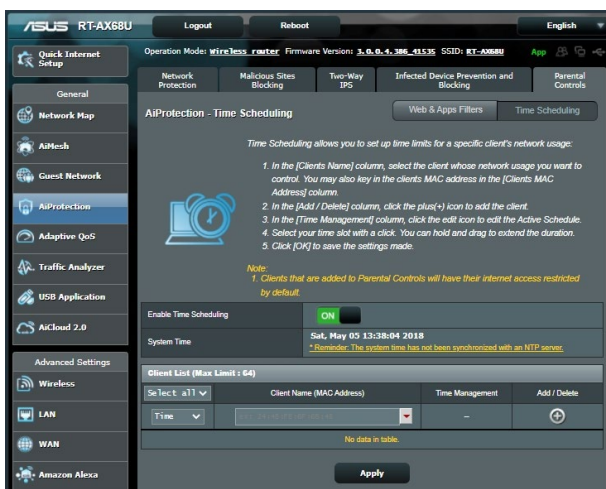 ASUS RT-AX68U Logout Reboot English
Quick Internet Setup
Operation Mode: Wireless router Firmware Version: 3.0.0.4.386_41535 SSID: RT-AX68U App
General
Network Map
AiMesh
Guest Network
AiProtection
Adaptive QoS
Traffic Analyzer
USB Application
AiCloud 2.0
Advanced Settings
Wireless
LAN
WAN
Amazon Alexa
Network Protection
Malicious Sites Blocking
Two-Way IPS
Infected Device Prevention and Blocking
Parental Controls
AiProtection - Time Scheduling
Web & Apps Filters Time Scheduling
Time Scheduling allows you to set up time limits for a specific client's network usage:
1. In the [Clients Name] column, select the client whose network usage you want to
control. You may also key in the clients MAC address in the [Clients MAC
Address] column.
2. In the [Add / Delete] column, click the plus(+) icon to add the client.
3. In the [Time Management] column, click the edit icon to edit the Active Schedule.
4. Select your time slot with a click. You can hold and drag to extend the duration.
5. Click [OK] to save the settings made.
Note:
1. Clients that are added to Parental Controls will have their internet access restricted
by default.
Enable Time Scheduling ON
System Time Sat, May 05 13:38:04 2018
* Reminder: The system time has not been synchronized with an NTP server.
Client List (Max Limit : 64)
Select all Client Name (MAC Address) Time Management Add / Delete
Time –
No data in table.
Apply